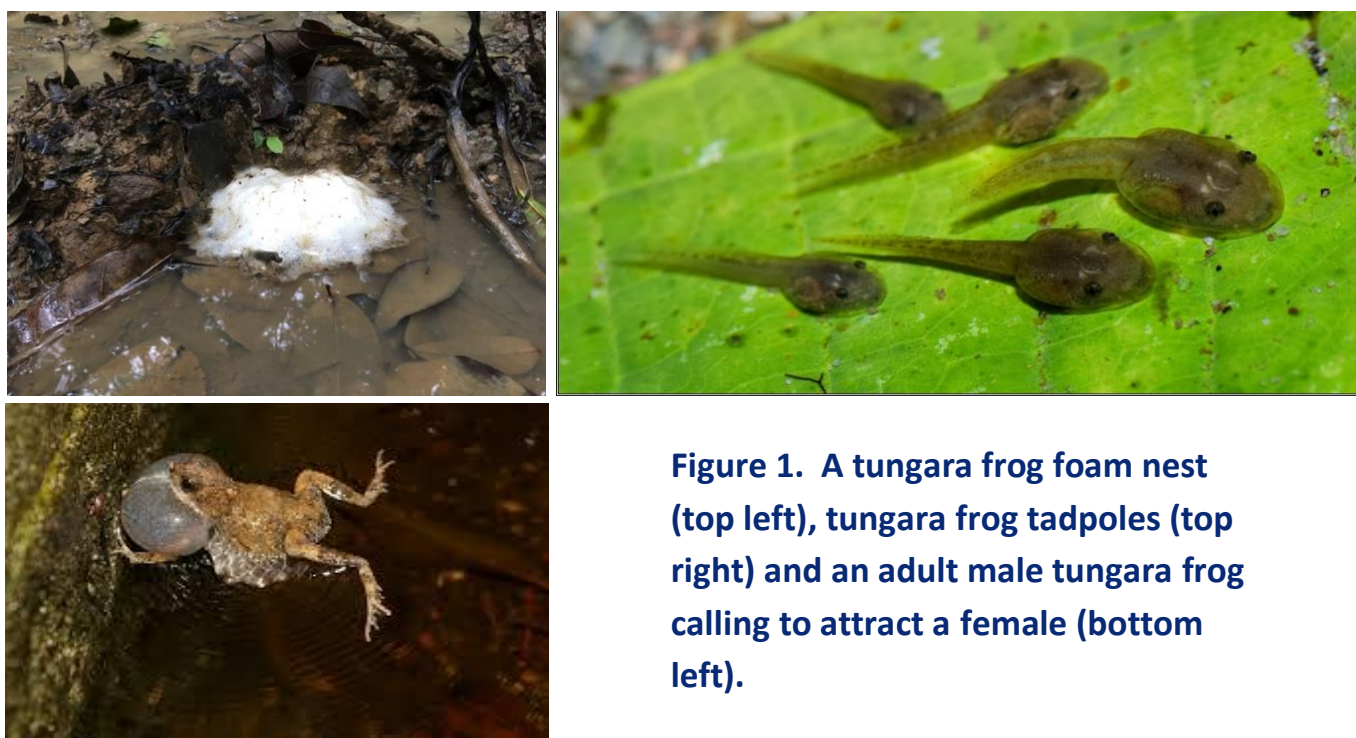 Figure 1.  A tungara frog foam nest
(top left), tungara frog tadpoles (top
right) and an adult male tungara frog
calling to attract a female (bottom
left).